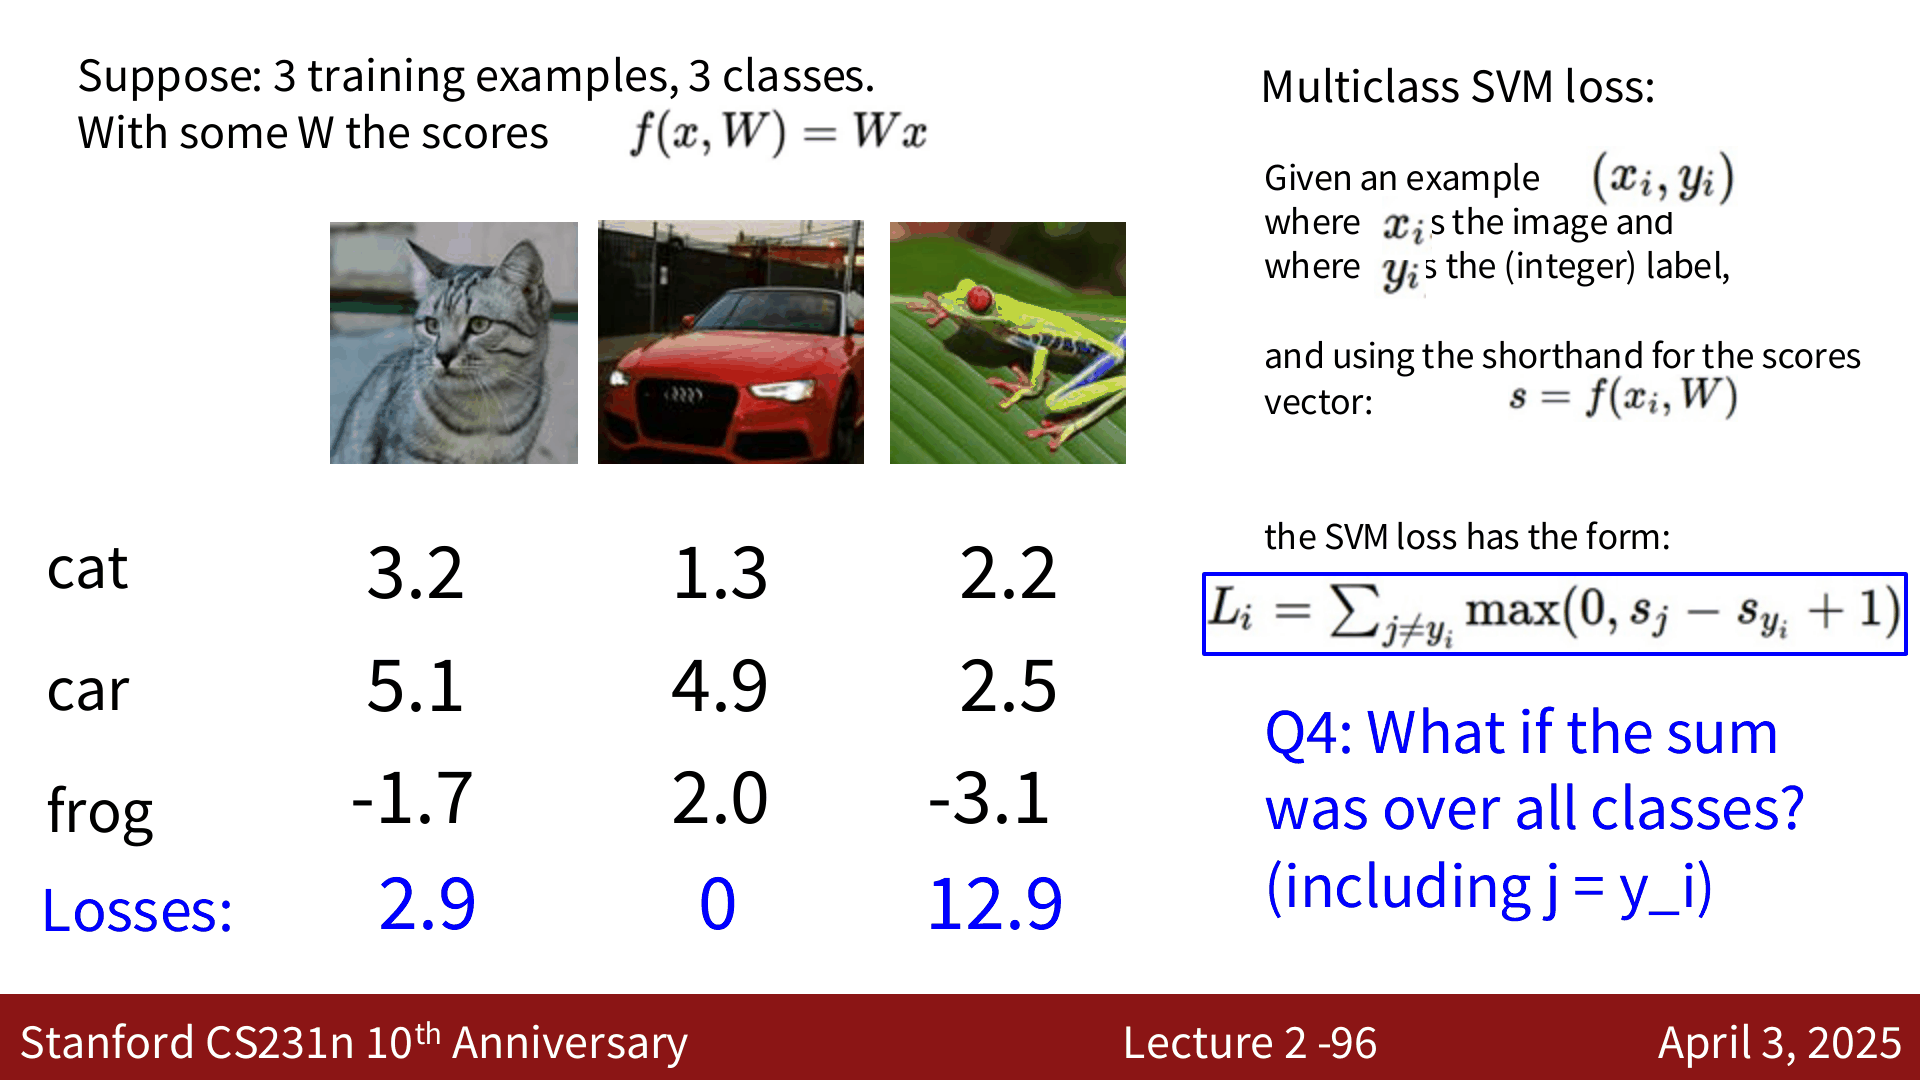 Suppose: 3 training examples, 3 classes.
With some W the scores f(x, W) = Wx
cat 3.2 1.3 2.2
car 5.1 4.9 2.5
frog -1.7 2.0 -3.1
Losses: 2.9 0 12.9
Multiclass SVM loss:
Given an example (x_i, y_i)
where x_i s the image and
where y_i s the (integer) label,
and using the shorthand for the scores
vector: s = f(x_i, W)
the SVM loss has the form:
L_i = ∑_{j≠y_i} max(0, s_j − s_{y_i} + 1)
Q4: What if the sum
was over all classes?
(including j = y_i)
Stanford CS231n 10th Anniversary Lecture 2 -96 April 3, 2025